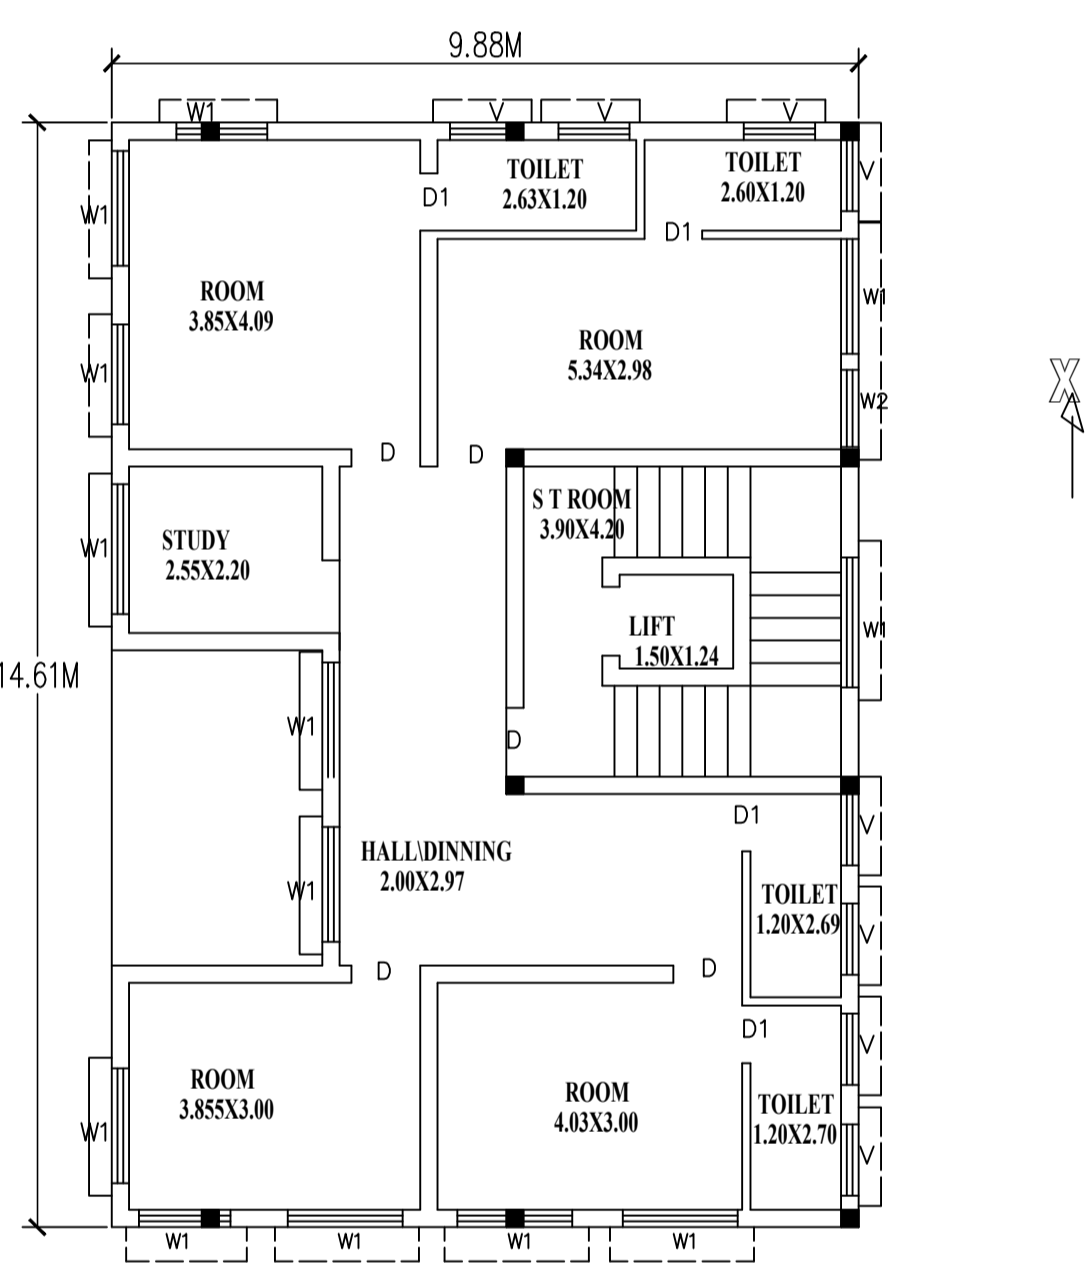 9.88M
W1
V
V
V
TOILET
2.63X1.20
TOILET
2.60X1.20
V
D1
W1
D1
ROOM
3.85X4.09
W1
ROOM
5.34X2.98
W1
X
W2
D
D
S T ROOM
3.90X4.20
STUDY
2.55X2.20
W1
LIFT
1.50X1.24
W1
14.61M
W1
D
D1
V
HALL\DINNING
2.00X2.97
W1
TOILET
1.20X2.69
V
D
D
D1
V
ROOM
3.855X3.00
ROOM
4.03X3.00
TOILET
1.20X2.70
W1
V
W1
W1
W1
W1